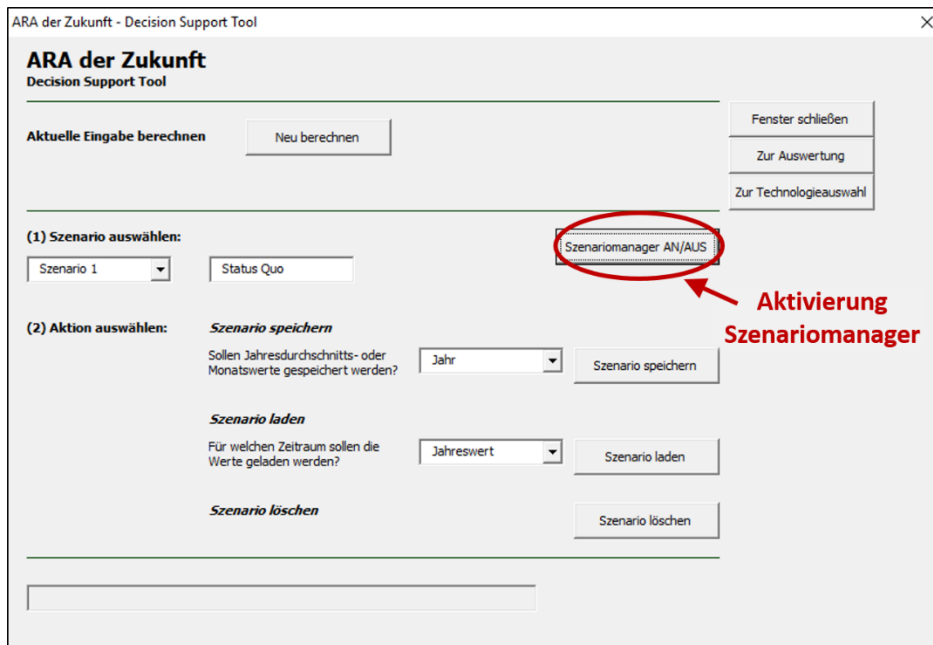 ARA der Zukunft - Decision Support Tool
ARA der Zukunft
Decision Support Tool
Aktuelle Eingabe berechnen
Neu berechnen
Fenster schließen
Zur Auswertung
Zur Technologieauswahl
(1) Szenario auswählen:
Szenariomanager AN/AUS
Szenario 1
Status Quo
Aktivierung
Szenariomanager
(2) Aktion auswählen:
Szenario speichern
Sollen Jahresdurchschnitts- oder
Monatswerte gespeichert werden?
Jahr
Szenario speichern
Szenario laden
Für welchen Zeitraum sollen die
Werte geladen werden?
Jahreswert
Szenario laden
Szenario löschen
Szenario löschen